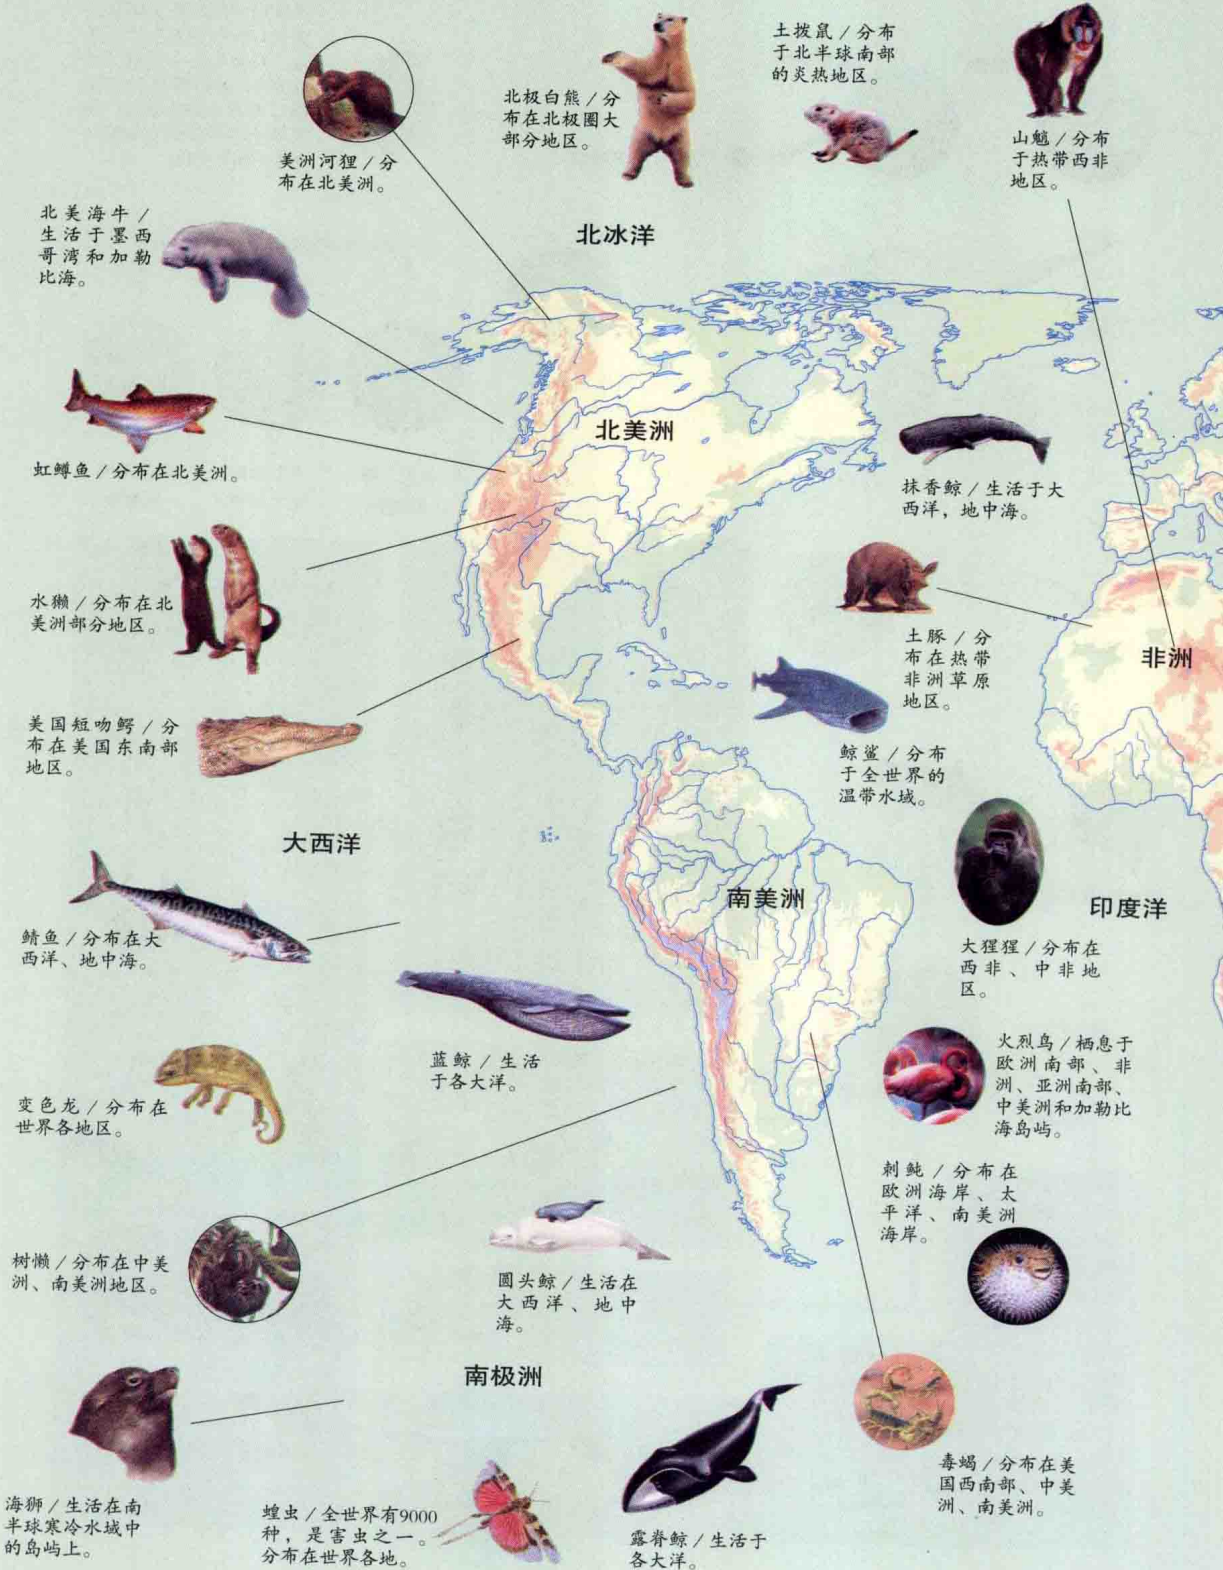 土拨鼠/分布
于北半球南部
的炎热地区。
北极白熊/分
布在北极圈大
部分地区。
山魈/分布
于热带西非
地区。
美洲河狸/分
布在北美洲。
北美海牛/
生活于墨西
哥湾和加勒
比海。
北冰洋
北美洲
虹鳟鱼/分布在北美洲。
抹香鲸/生活于大
西洋，地中海。
水獭/分布在北
美洲部分地区。
土豚/分
布在热带
非洲草原
地区。
非洲
美国短吻鳄/分
布在美国东南部
地区。
鲸鲨/分布
于全世界的
温带水域。
大西洋
南美洲
印度洋
鲭鱼/分布在大
西洋、地中海。
大猩猩/分布在
西非、中非地
区。
蓝鲸/生活
于各大洋。
火烈鸟/栖息于
欧洲南部、非
洲、亚洲南部、
中美洲和加勒比
海岛屿。
变色龙/分布在
世界各地区。
刺鲀/分布在
欧洲海岸、太
平洋、南美洲
海岸。
树懒/分布在中美
洲、南美洲地区。
圆头鲸/生活在
大西洋、地中
海。
南极洲
毒蝎/分布在美
国西南部、中美
洲、南美洲。
海狮/生活在南
半球寒冷水域中
的岛屿上。
蝗虫/全世界有9000
种，是害虫之一。
分布在世界各地。
露脊鲸/生活于
各大洋。